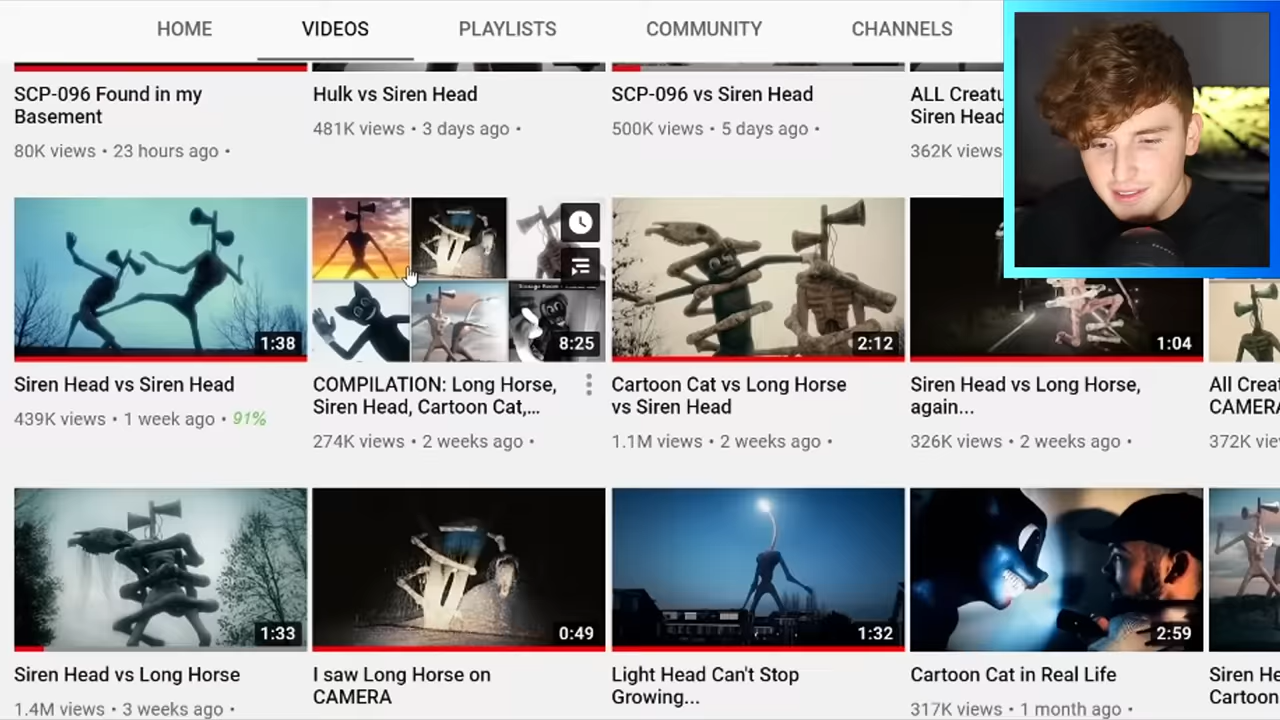 HOME VIDEOS PLAYLISTS COMMUNITY CHANNELS
SCP-096 Found in my
Basement
80K views • 23 hours ago •
Hulk vs Siren Head
481K views • 3 days ago •
SCP-096 vs Siren Head
500K views • 5 days ago •
ALL
Siren Head
362K views
1:38
Siren Head vs Siren Head
439K views • 1 week ago • 91%
8:25
COMPILATION: Long Horse,
Siren Head, Cartoon Cat,...
274K views • 2 weeks ago •
2:12
Cartoon Cat vs Long Horse
vs Siren Head
1.1M views • 2 weeks ago •
1:04
Siren Head vs Long Horse,
again...
326K views • 2 weeks ago •
All
CAMERA
372K
1:33
Siren Head vs Long Horse
1.4M views • 3 weeks ago •
0:49
I saw Long Horse on
CAMERA
1:32
Light Head Can't Stop
Growing...
2:59
Cartoon Cat in Real Life
317K views • 1 month ago •
Siren
Cartoon